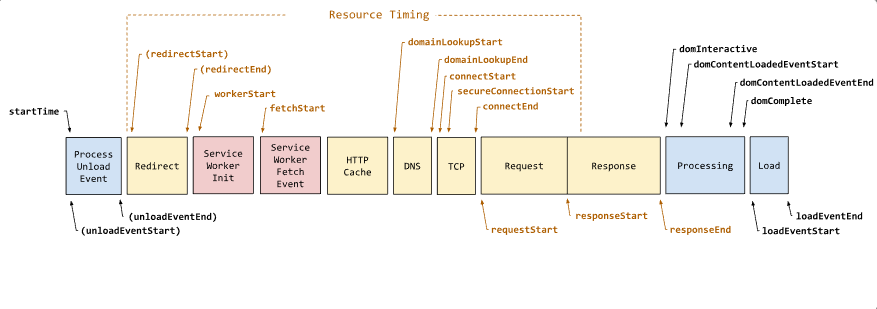 Resource Timing
(redirectStart)
(redirectEnd)
workerStart
fetchStart
domainLookupStart
domainLookupEnd
connectStart
secureConnectionStart
connectEnd
domInteractive
domContentLoadedEventStart
domContentLoadedEventEnd
domComplete
startTime
Process
Unload
Event
Redirect
Service
Worker
Init
Service
Worker
Fetch
Event
HTTP
Cache
DNS
TCP
Request
Response
Processing
Load
(unloadEventEnd)
(unloadEventStart)
requestStart
responseStart
responseEnd
loadEventEnd
loadEventStart